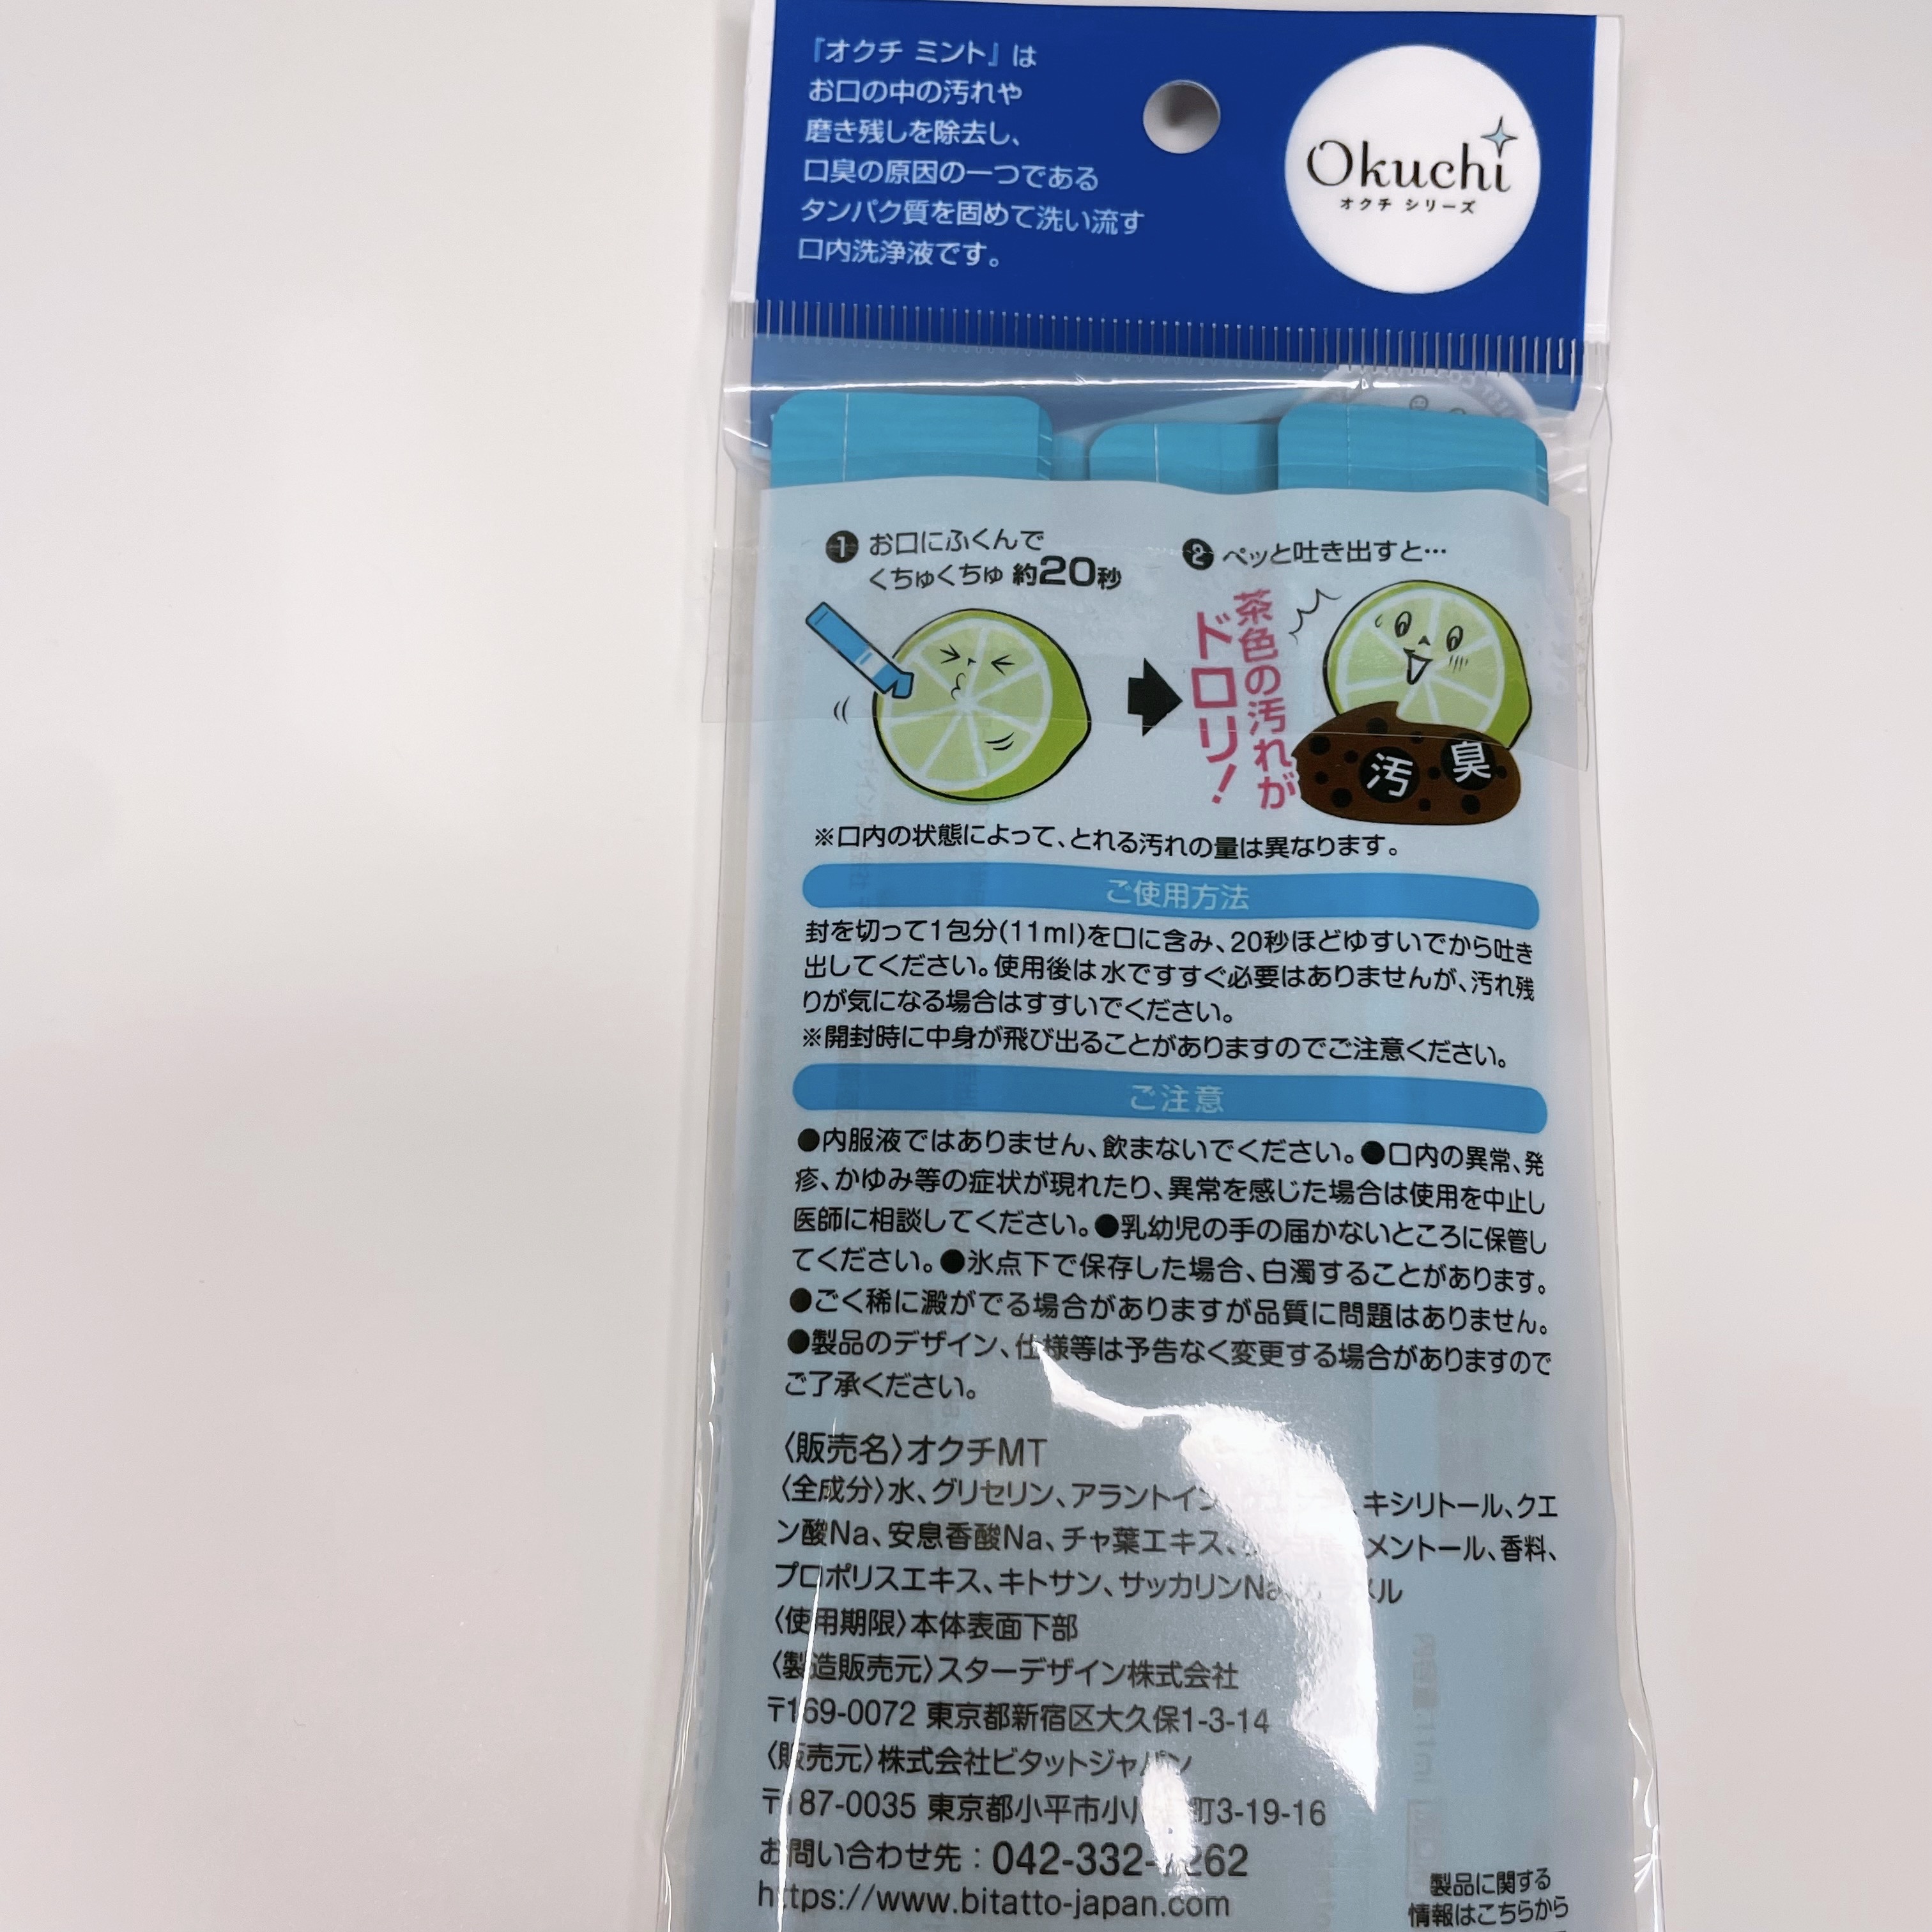 『オクチ ミント』は
お口の中の汚れや
磨き残しを除去し、
口臭の原因の一つである
タンパク質を固めて洗い流す
口内洗浄液です。
Okuchi
オクチ シリーズ
❶ お口にふくんで
くちゅくちゅ 約20秒
❷ ペッと吐き出すと…
茶色の汚れが
ドロリ!
汚
臭
※口内の状態によって、とれる汚れの量は異なります。
ご使用方法
封を切って1包分(11ml)を口に含み、20秒ほどゆすいでから吐き
出してください。使用後は水ですすぐ必要はありませんが、汚れ残
りが気になる場合はすすいでください。
※開封時に中身が飛び出ることがありますのでご注意ください。
ご注意
●内服液ではありません、飲まないでください。●口内の異常、発
疹、かゆみ等の症状が現れたり、異常を感じた場合は使用を中止し
医師に相談してください。●乳幼児の手の届かないところに保管し
てください。●氷点下で保存した場合、白濁することがあります。
●ごく稀に澱がでる場合がありますが品質に問題はありません。
●製品のデザイン、仕様等は予告なく変更する場合がありますので
ご了承ください。
〈販売名〉オクチMT
〈全成分〉水、グリセリン、アラントイン、 キシリトール、クエ
ン酸Na、安息香酸Na、チャ葉エキス、 メントール、香料、
プロポリスエキス、キトサン、サッカリンNa
〈使用期限〉本体表面下部
〈製造販売元〉スターデザイン株式会社
〒169-0072 東京都新宿区大久保1-3-14
〈販売元〉株式会社ビタットジャパン
〒187-0035 東京都小平市小川 町3-19-16
お問い合わせ先：042-332-
https://www.bitatto-japan.com
製品に関する
情報はこちらから